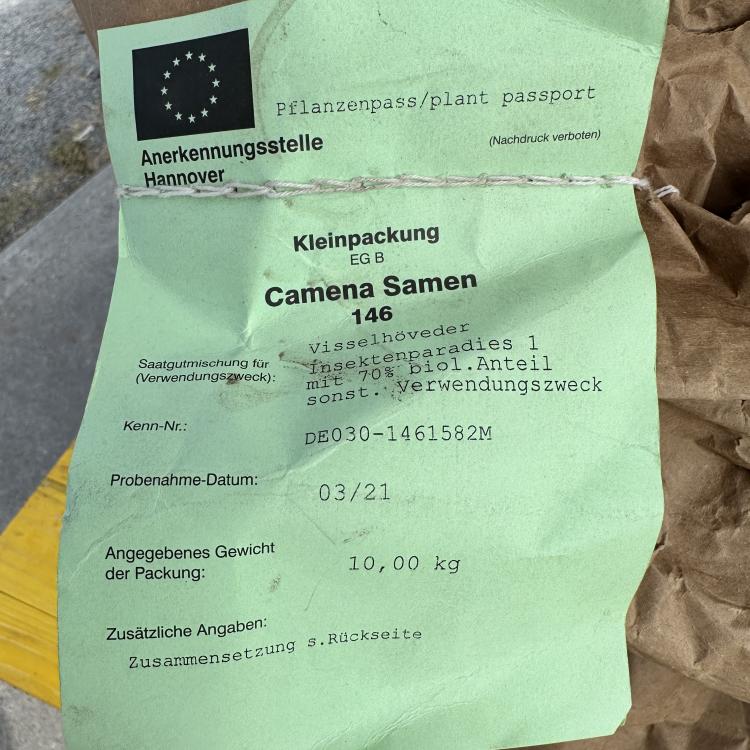 Pflanzenpass/plant passport
Anerkennungsstelle
Hannover
(Nachdruck verboten)
Kleinpackung
EG B
Camena Samen
146
Saatgutmischung für
(Verwendungszweck):
Visselhöveder
Insektenparadies 1
mit 70% biol.Anteil
sonst. Verwendungszweck
Kenn-Nr.:
DE030-1461582M
Probenahme-Datum:
03/21
Angegebenes Gewicht
der Packung:
10,00 kg
Zusätzliche Angaben:
Zusammensetzung s.Rückseite